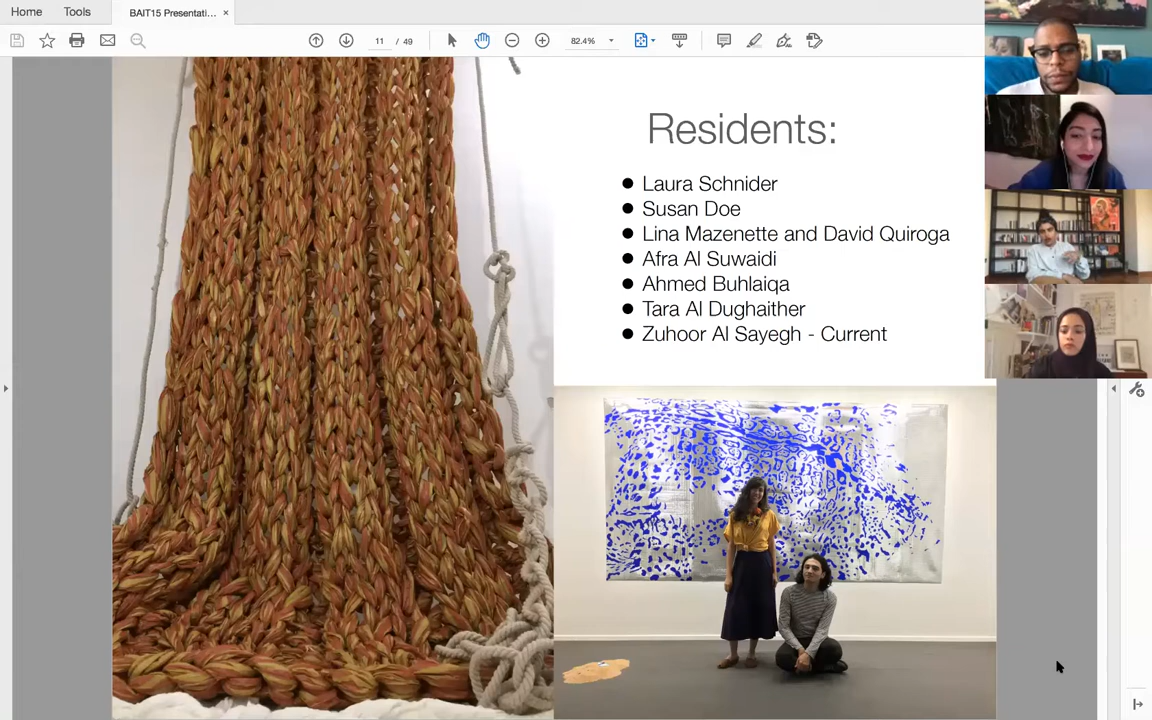 Home Tools BAIT15 Presentati... ×
11 / 49 82.4%
Residents:
● Laura Schnider
● Susan Doe
● Lina Mazenette and David Quiroga
● Afra Al Suwaidi
● Ahmed Buhlaiqa
● Tara Al Dughaither
● Zuhoor Al Sayegh - Current